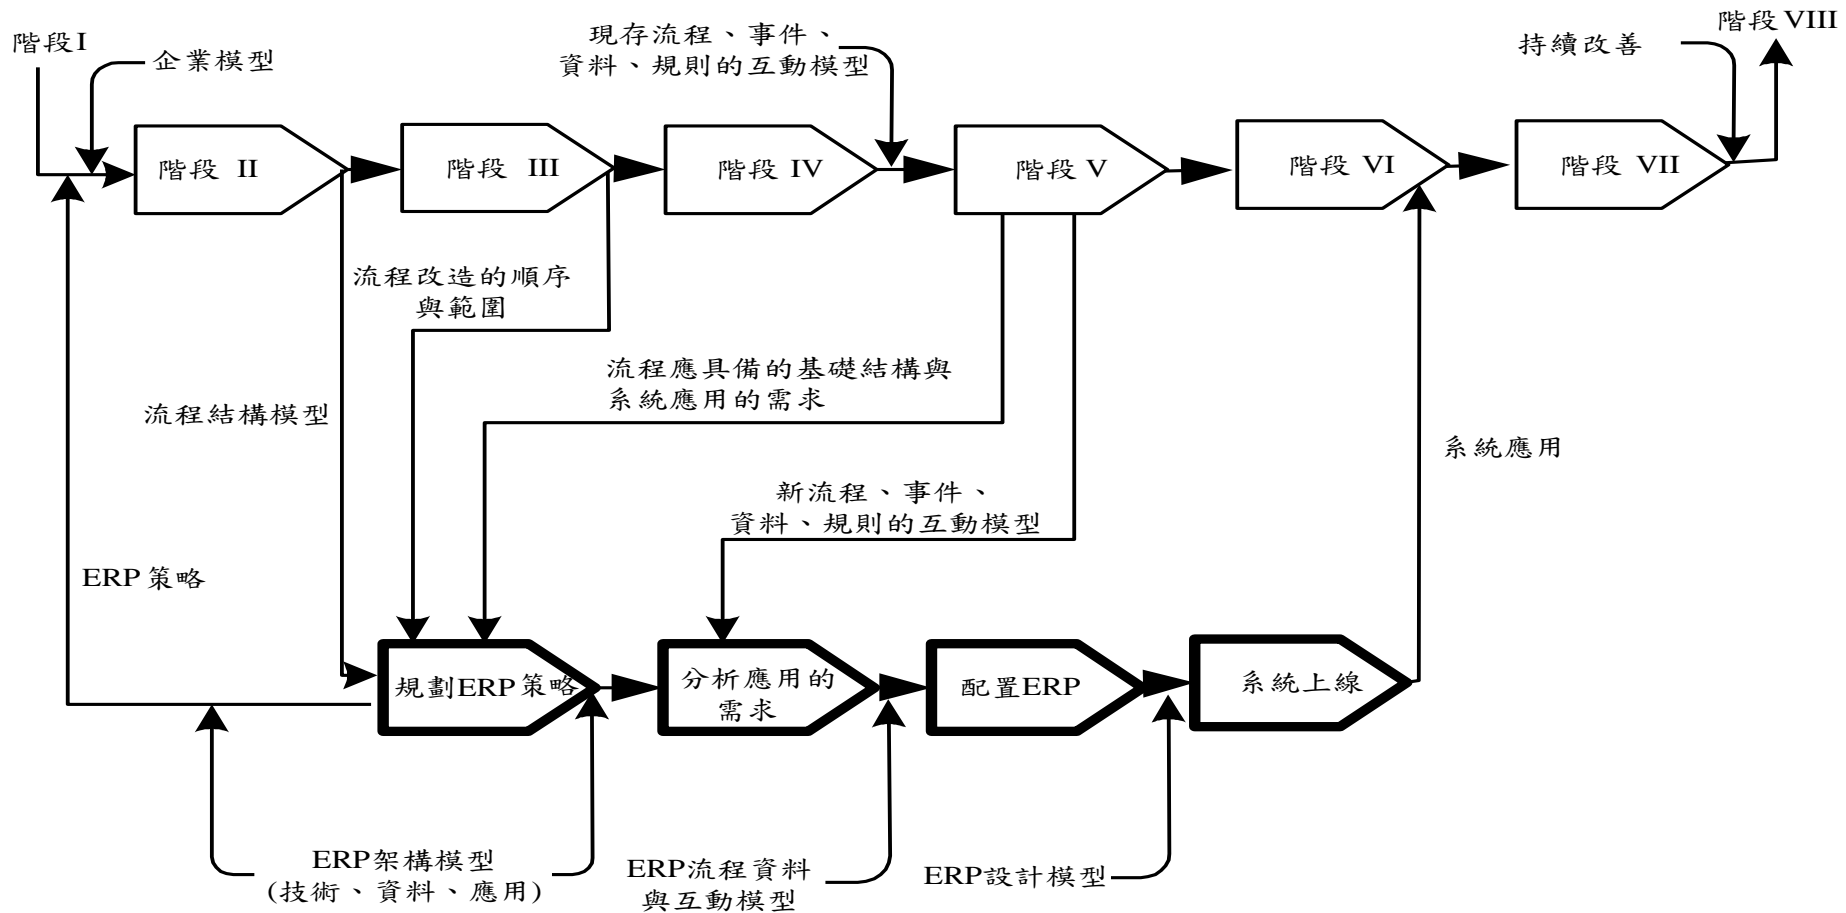 階段I
企業模型
現存流程、事件、
資料、規則的互動模型
持續改善
階段 VIII
階段 II
階段 III
階段 IV
階段 V
階段 VI
階段 VII
流程改造的順序
與範圍
流程應具備的基礎結構與
系統應用的需求
流程結構模型
系統應用
新流程、事件、
資料、規則的互動模型
ERP 策略
規劃ERP 策略
分析應用的
需求
配置ERP
系統上線
ERP架構模型
(技術、資料、應用)
ERP流程資料
與互動模型
ERP設計模型